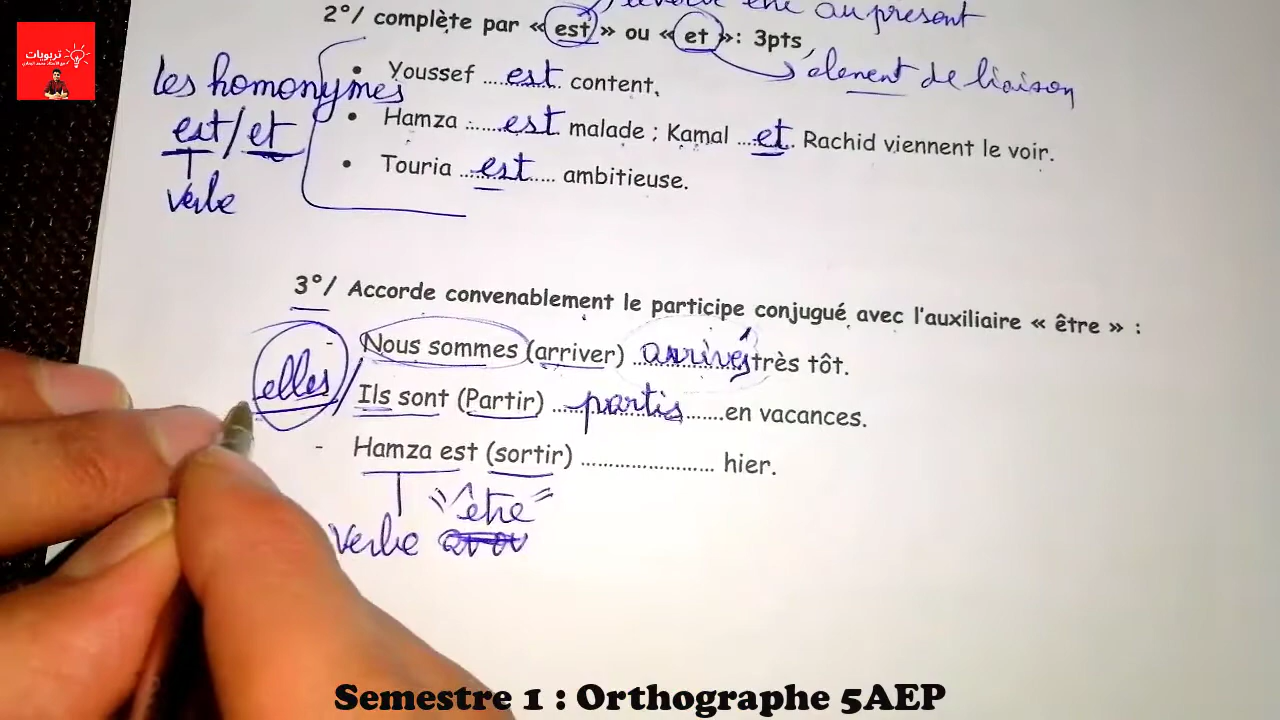 تربويات
2°/ complète par « est » ou « et »: 3pts
élement de liaison
les homonymes
est/et
verbe
• Youssef ....est.... content.
• Hamza ......est. malade ; Kamal ....et.. Rachid viennent le voir.
• Touria ...est..... ambitieuse.
3°/ Accorde convenablement le participe conjugué avec l'auxiliaire « être » :
- Nous sommes (arriver) arrivés très tôt.
elles/ Ils sont (Partir) ...partis.......en vacances.
- Hamza est (sortir) ........................ hier.
"être"
Verbe
Semestre 1 : Orthographe 5AEP